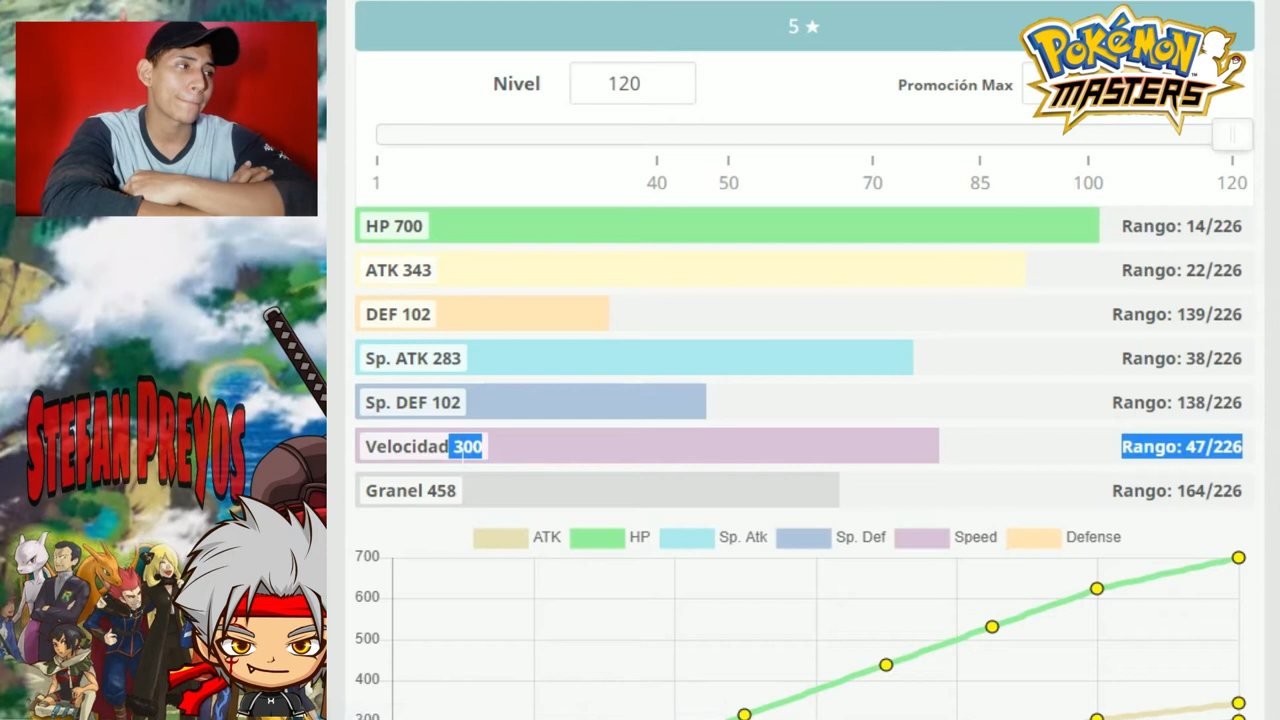 5 ★
POKéMON
MASTERS
Nivel 120 Promoción Max
1 40 50 70 85 100 120
HP 700 Rango: 14/226
ATK 343 Rango: 22/226
DEF 102 Rango: 139/226
Sp. ATK 283 Rango: 38/226
Sp. DEF 102 Rango: 138/226
Velocidad 300 Rango: 47/226
Granel 458 Rango: 164/226
STEFAN PREYOS
ATK HP Sp. Atk Sp. Def Speed Defense
700
600
500
400
300